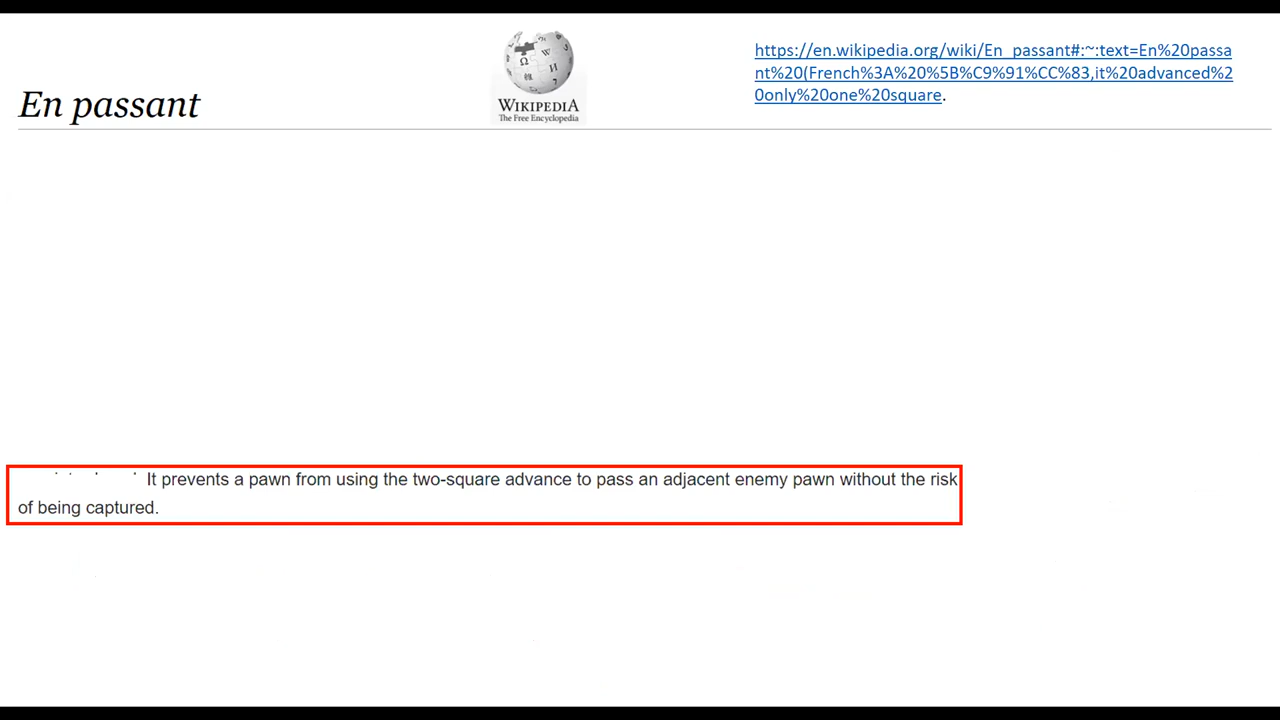 En passant
WIKIPEDIA
The Free Encyclopedia
https://en.wikipedia.org/wiki/En_passant#:~:text=En%20passa
nt%20(French%3A%20%5B%C9%91%CC%83,it%20advanced%2
0only%20one%20square.
It prevents a pawn from using the two-square advance to pass an adjacent enemy pawn without the risk
of being captured.